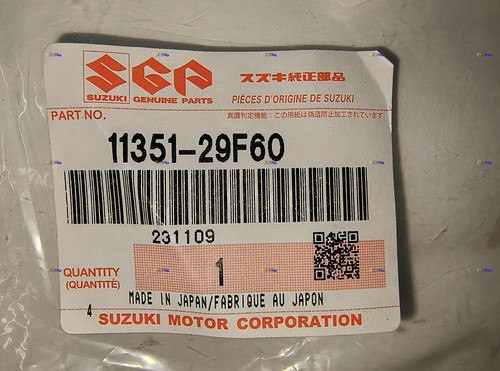 SGP
スズキ純正部品
SUZUKI GENUINE PARTS
PIÈCES D'ORIGINE DE SUZUKI
PART NO.
真贋判定機能:この用紙は偽造防止加工されています
11351-29F60
231109
QUANTITY
(QUANTITÉ)
1
MADE IN JAPAN/FABRIQUE AU JAPON
4
SUZUKI MOTOR CORPORATION